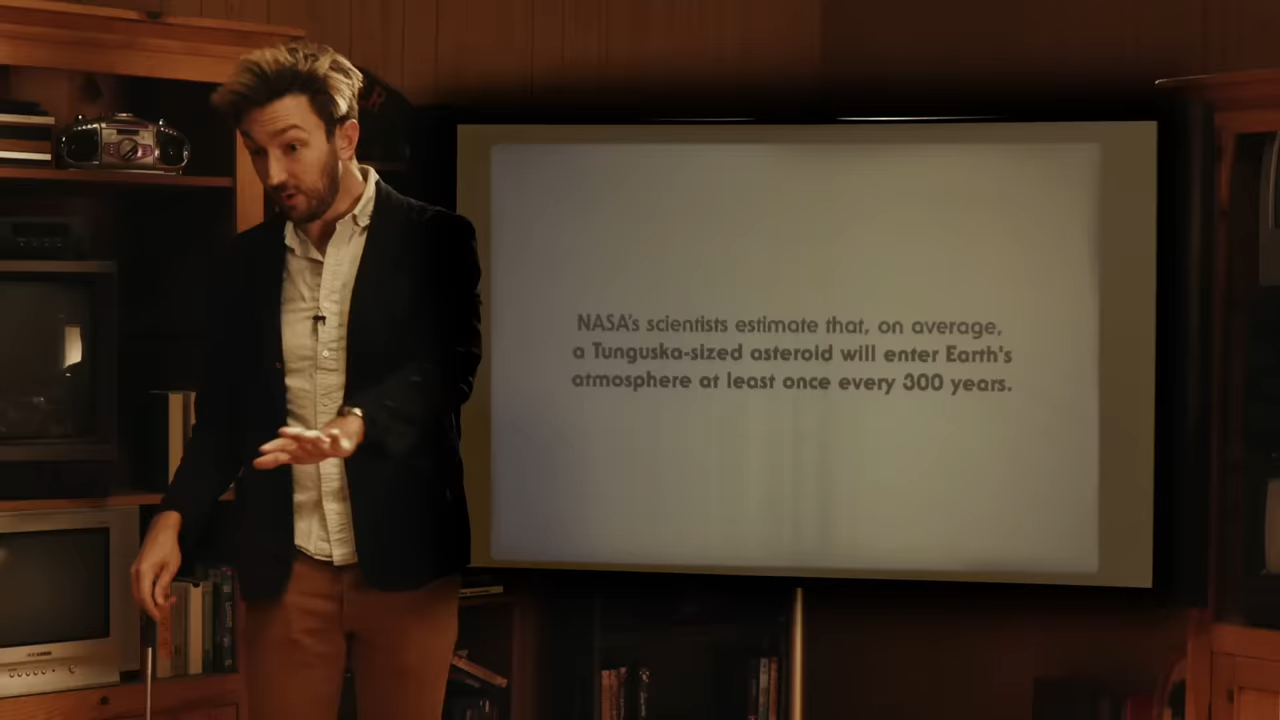 NASA's scientists estimate that, on average,
a Tunguska-sized asteroid will enter Earth's
atmosphere at least once every 300 years.